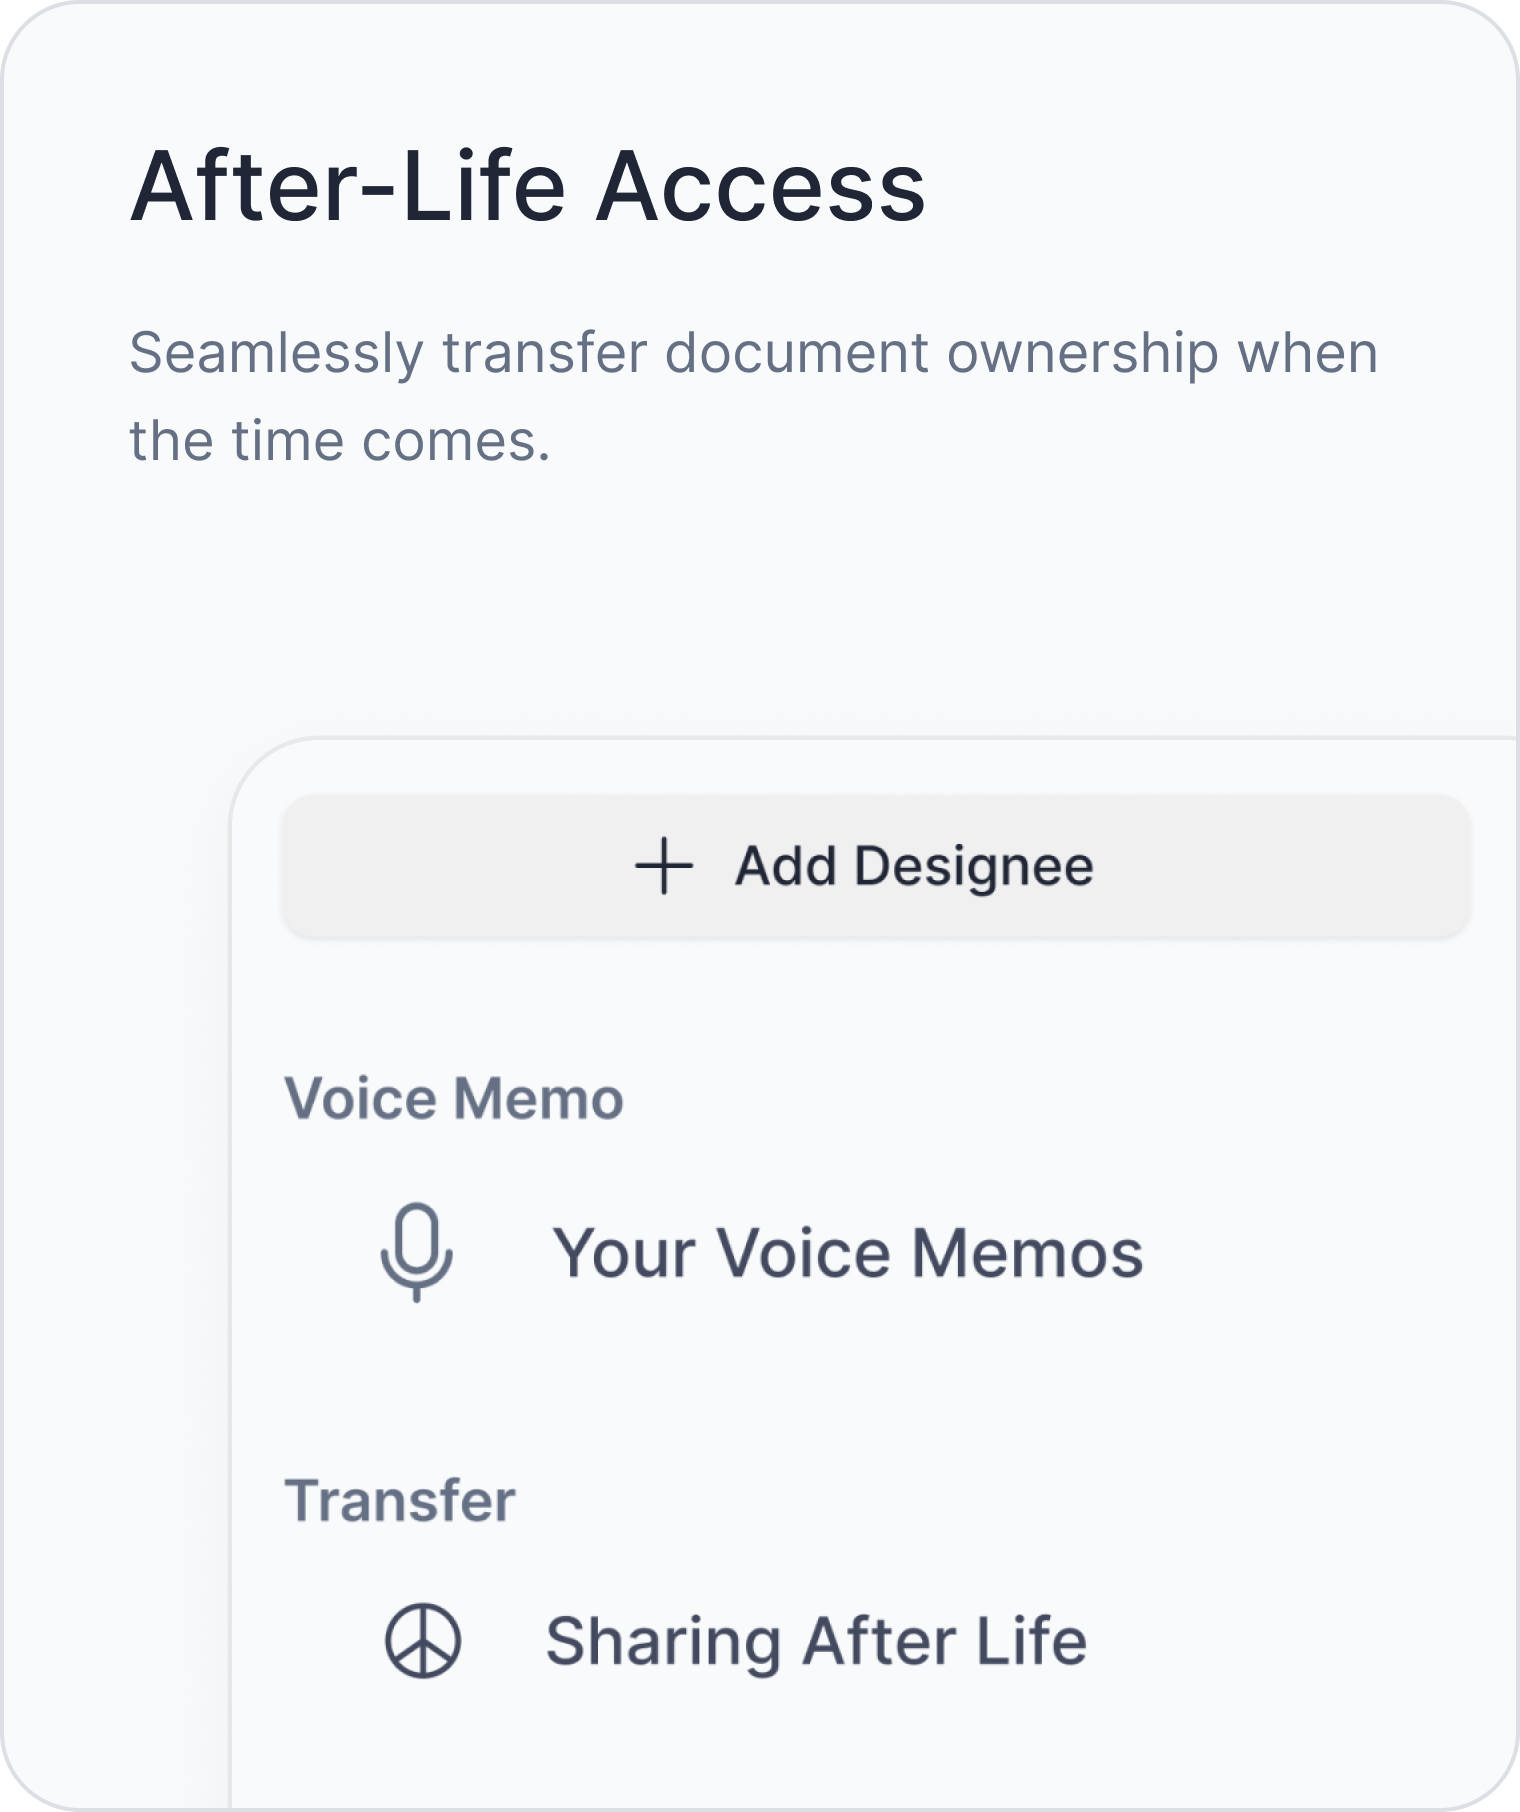 After-Life Access
Seamlessly transfer document ownership when
the time comes.
Add Designee
Voice Memo
Your Voice Memos
Transfer
Sharing After Life